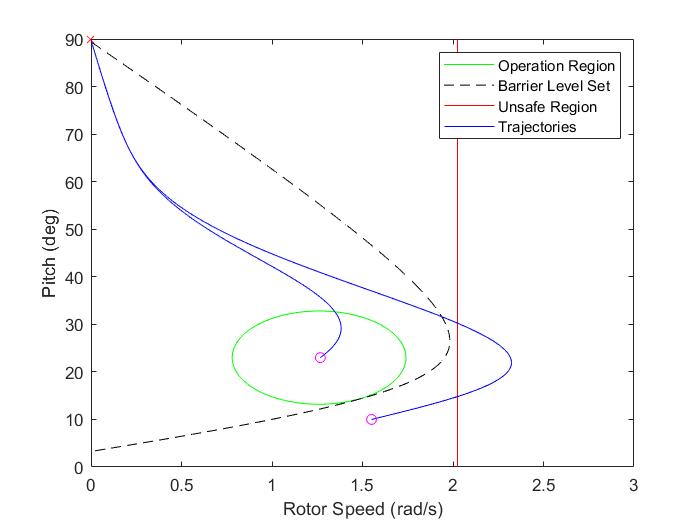 90
80
70
60
50
40
30
20
10
0
Pitch (deg)
Operation Region
Barrier Level Set
Unsafe Region
Trajectories
0 0.5 1 1.5 2 2.5 3
Rotor Speed (rad/s)